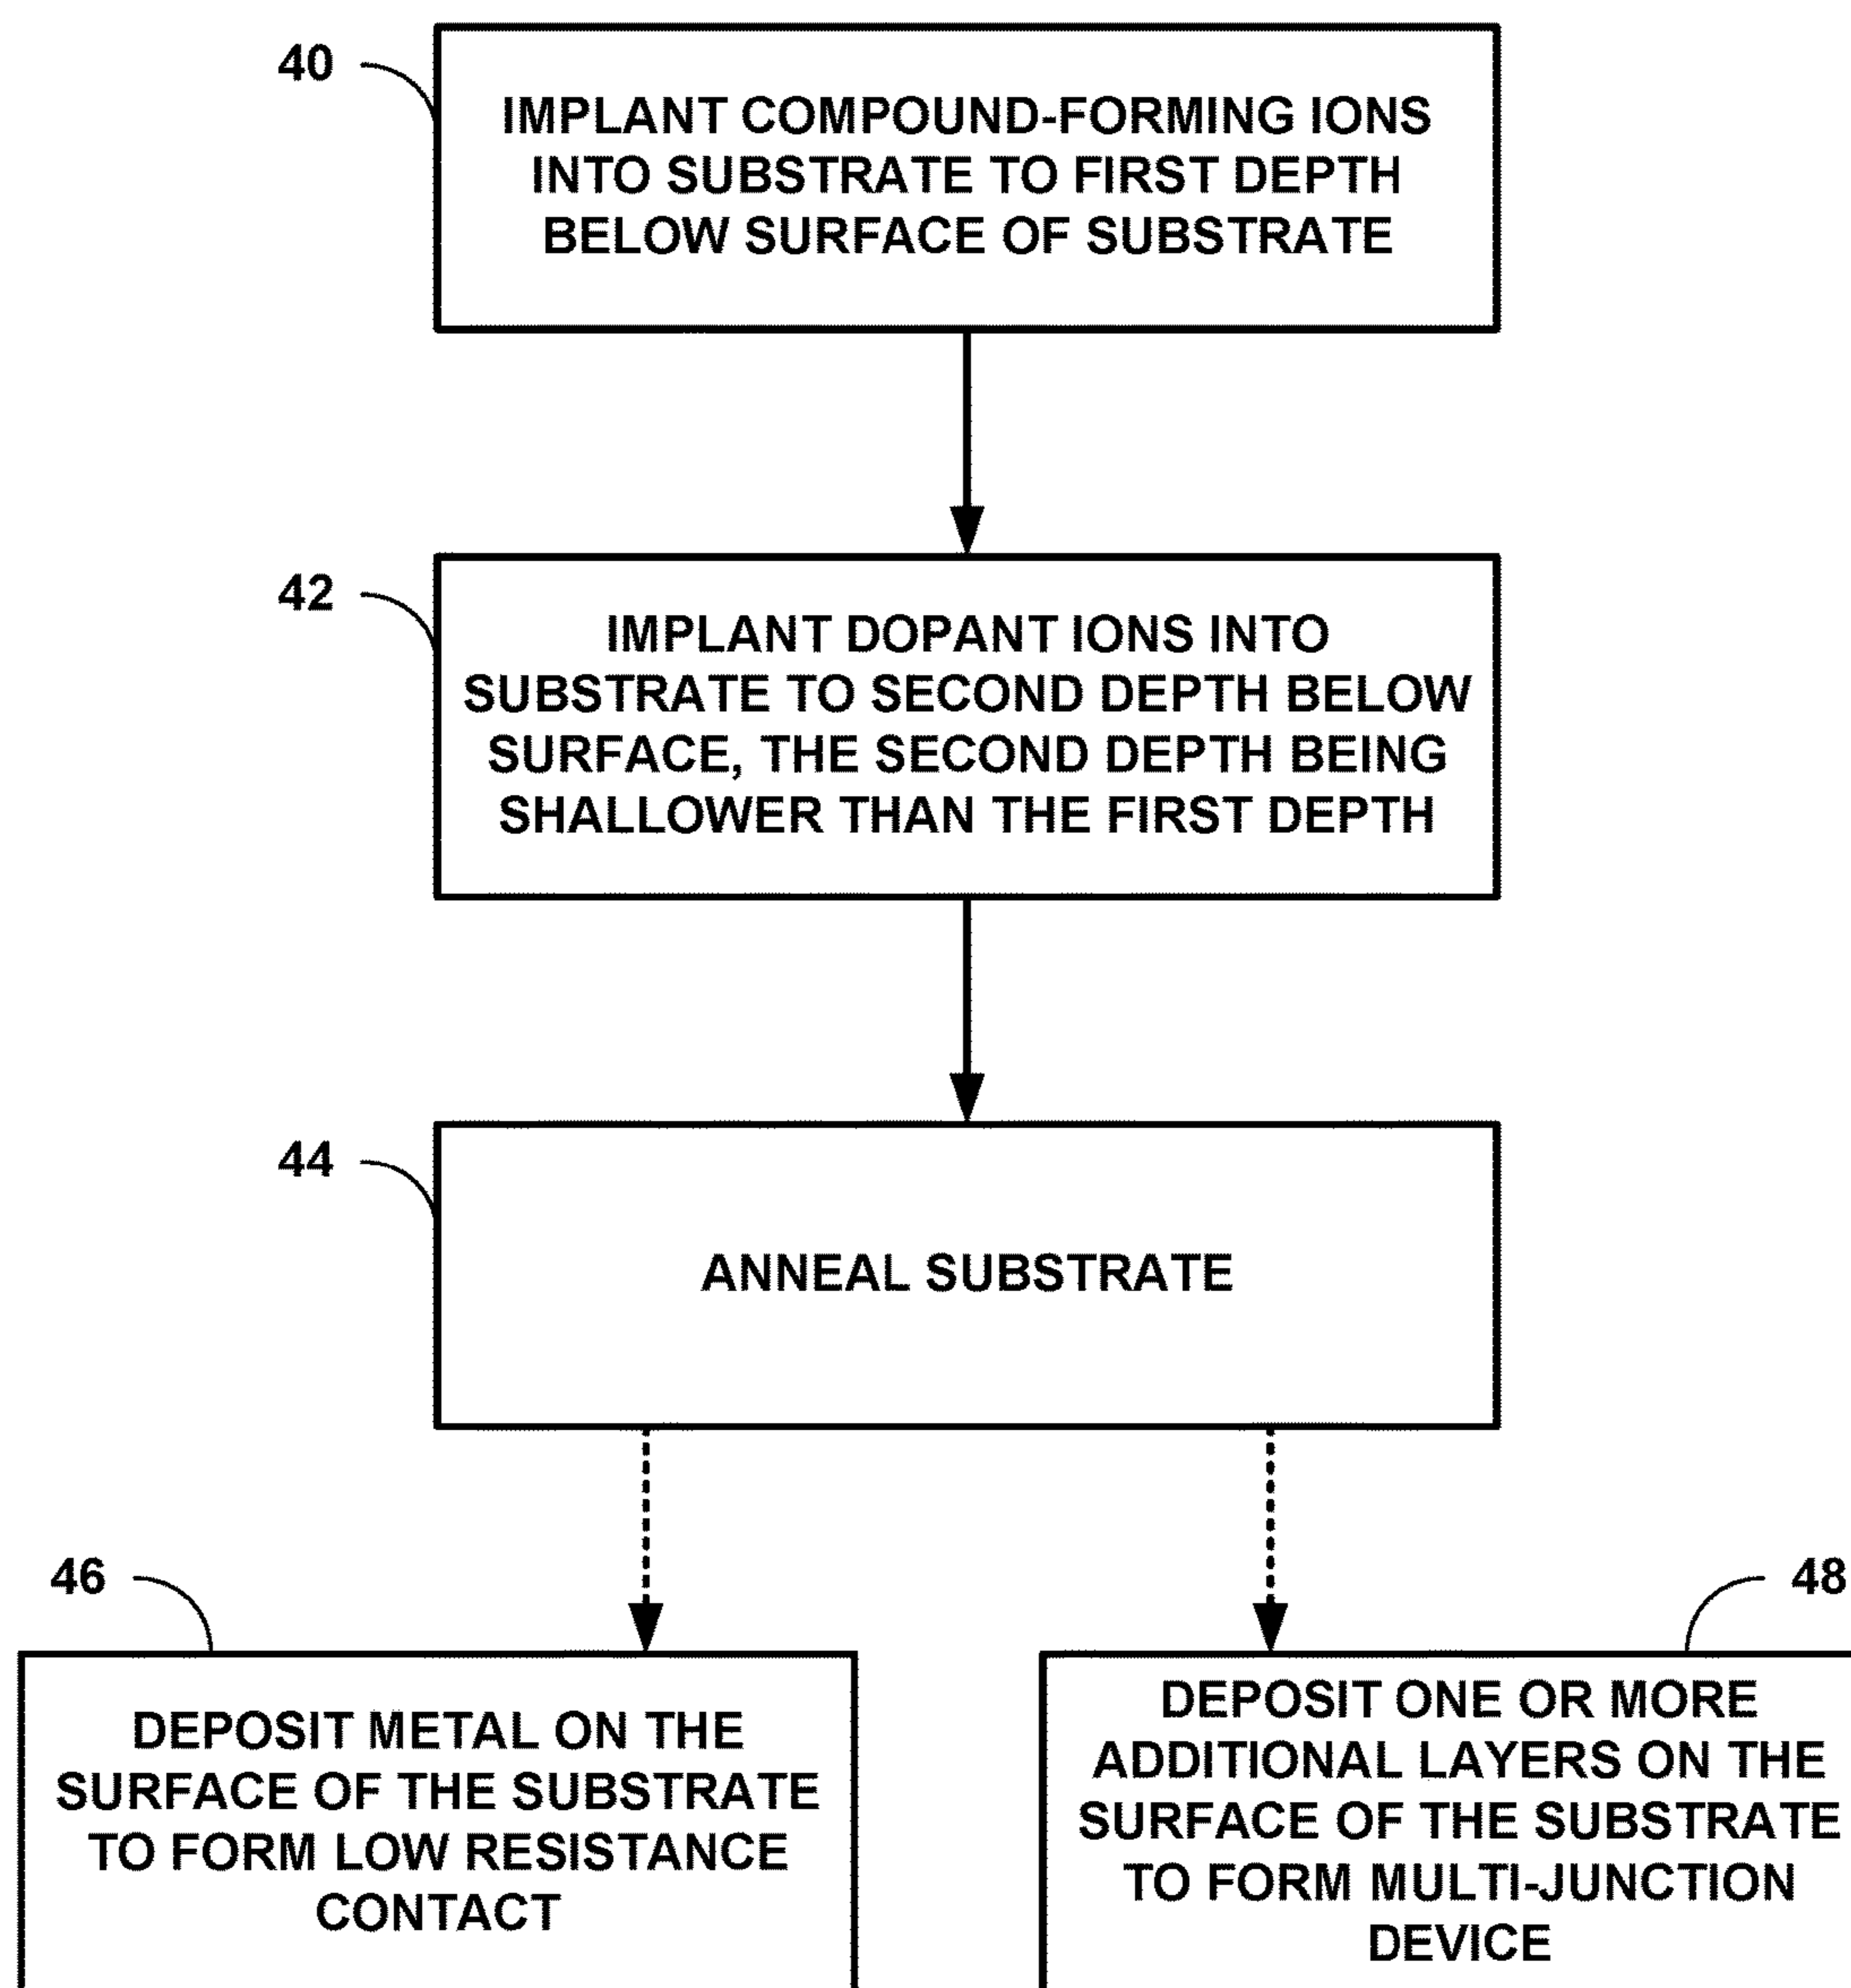 40
IMPLANT COMPOUND-FORMING IONS
INTO SUBSTRATE TO FIRST DEPTH
BELOW SURFACE OF SUBSTRATE
42
IMPLANT DOPANT IONS INTO
SUBSTRATE TO SECOND DEPTH BELOW
SURFACE, THE SECOND DEPTH BEING
SHALLOWER THAN THE FIRST DEPTH
44
ANNEAL SUBSTRATE
46
DEPOSIT METAL ON THE
SURFACE OF THE SUBSTRATE
TO FORM LOW RESISTANCE
CONTACT
48
DEPOSIT ONE OR MORE
ADDITIONAL LAYERS ON THE
SURFACE OF THE SUBSTRATE
TO FORM MULTI-JUNCTION
DEVICE